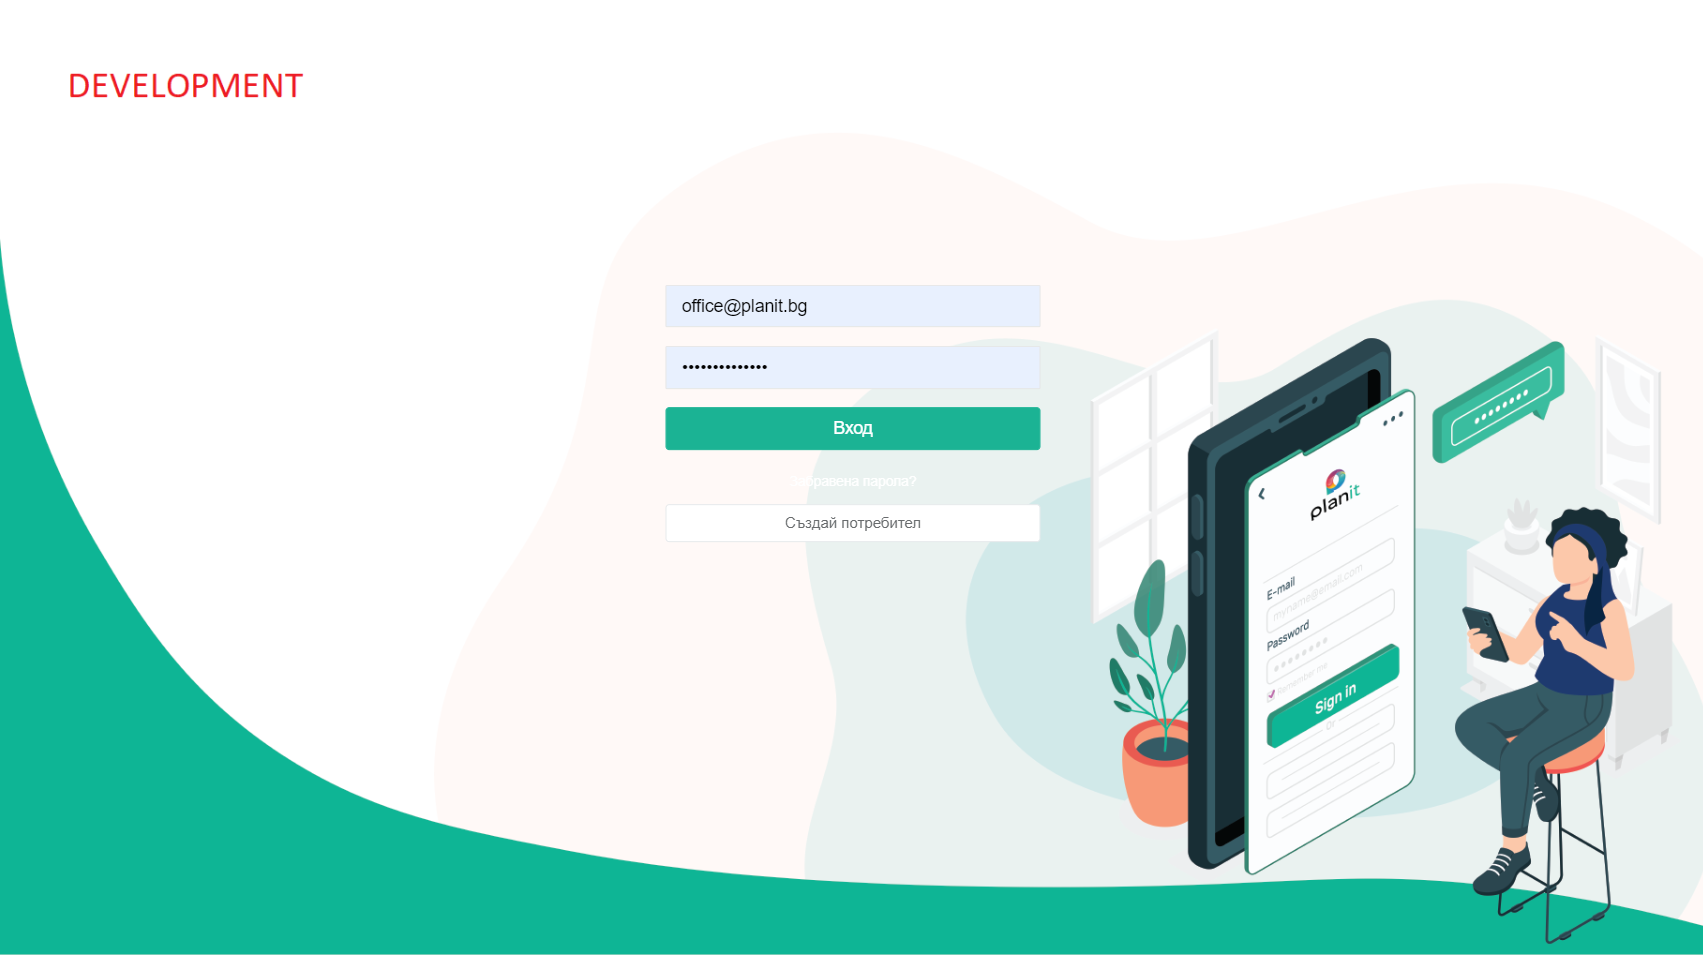 DEVELOPMENT
office@planit.bg
••••••••••••••
Вход
Забравена парола?
Създай потребител
planit
E-mail
myname@email.com
Password
Remember me
Sign in
Or